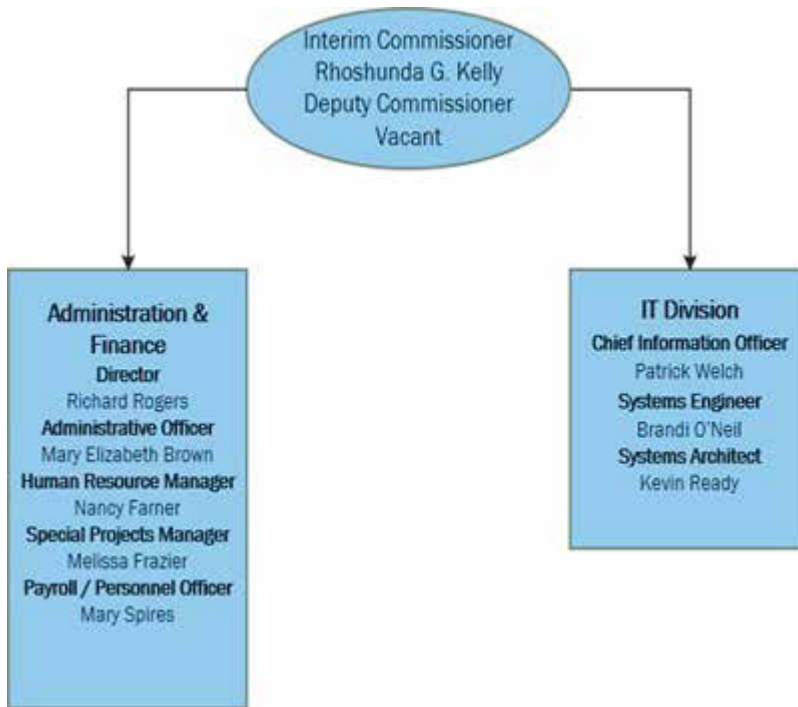 Interim Commissioner
Rhoshunda G. Kelly
Deputy Commissioner
Vacant
Administration &
Finance
Director
Richard Rogers
Administrative Officer
Mary Elizabeth Brown
Human Resource Manager
Nancy Farner
Special Projects Manager
Melissa Frazier
Payroll / Personnel Officer
Mary Spires
IT Division
Chief Information Officer
Patrick Welch
Systems Engineer
Brandi O'Neil
Systems Architect
Kevin Ready